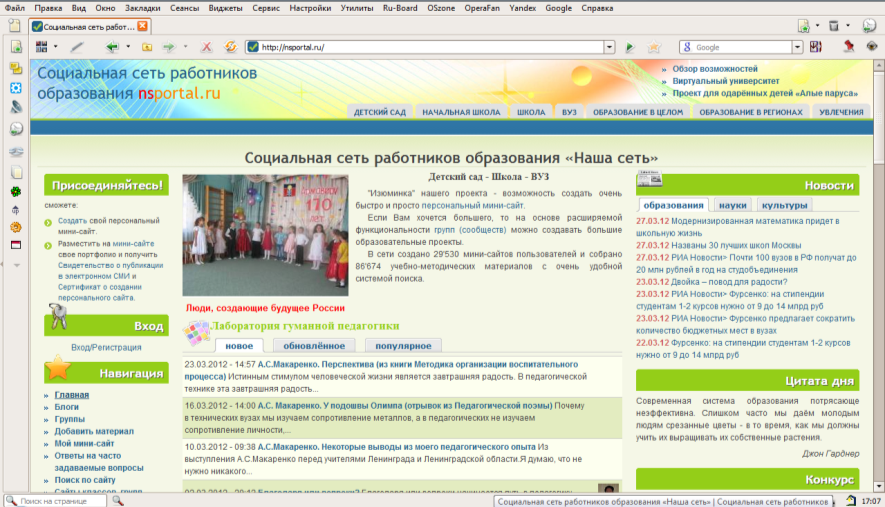 Файл Правка Вид Окно Закладки Сеансы Виджеты Сервис Настройки Утилиты Ru-Board OSzone OperaFan Yandex Google Справка
Социальная сеть работ...
http://nsportal.ru/
Google
Социальная сеть работников
образования nsportal.ru
» Обзор возможностей
» Виртуальный университет
» Проект для одарённых детей «Алые паруса»
ДЕТСКИЙ САД НАЧАЛЬНАЯ ШКОЛА ШКОЛА ВУЗ ОБРАЗОВАНИЕ В ЦЕЛОМ ОБРАЗОВАНИЕ В РЕГИОНАХ УВЛЕЧЕНИЯ
Социальная сеть работников образования «Наша сеть»
Присоединяйтесь!
сможете:
Создать свой персональный
мини-сайт.
Разместить на мини-сайте
свое портфолио и получить
Свидетельство о публикации
в электронном СМИ и
Сертификат о создании
персонального сайта.
Вход
Вход/Регистрация
Навигация
» Главная
» Блоги
» Группы
» Добавить материал
» Мой мини-сайт
» Ответы на часто
задаваемые вопросы
» Поиск по сайту
» Сайты классов, групп
170
ЛЕТ
Люди, создающие будущее России
Детский сад - Школа - ВУЗ
"Изюминка" нашего проекта - возможность создать очень
быстро и просто персональный мини-сайт.
Если Вам хочется большего, то на основе расширяемой
функциональности групп (сообществ) можно создавать большие
образовательные проекты.
В сети создано 29'530 мини-сайтов пользователей и собрано
86'674 учебно-методических материалов с очень удобной
системой поиска.
Лаборатория гуманной педагогики
новое обновлённое популярное
23.03.2012 - 14:57 А.С.Макаренко. Перспектива (из книги Методика организации воспитательного
процесса) Истинным стимулом человеческой жизни является завтрашняя радость. В педагогической
технике эта завтрашняя радость...
16.03.2012 - 14:00 А.С. Макаренко. У подошвы Олимпа (отрывок из Педагогической поэмы) Почему
в технических вузах мы изучаем сопротивление металлов, а в педагогических не изучаем
сопротивление личности,...
10.03.2012 - 09:38 А.С.Макаренко. Некоторые выводы из моего педагогического опыта Из
выступления А.С.Макаренко перед учителями Ленинграда и Ленинградской области.Я думаю, что не
нужно никакого...
Новости
образования науки культуры
27.03.12 Модернизированная математика придет в
школьную жизнь
27.03.12 Названы 30 лучших школ Москвы
27.03.12 РИА Новости> Почти 100 вузов в РФ получат до
20 млн рублей в год на студобъединения
23.03.12 Двойка – повод для радости?
23.03.12 РИА Новости> Фурсенко: на стипендии
студентам 1-2 курсов нужно от 9 до 14 млрд руб
23.03.12 РИА Новости> Фурсенко предлагает сократить
количество бюджетных мест в вузах
22.03.12 Фурсенко: на стипендии студентам 1-2 курсов
нужно от 9 до 14 млрд руб
Цитата дня
Современная система образования потрясающе
неэффективна. Слишком часто мы даём молодым
людям срезанные цветы - в то время, как мы должны
учить их выращивать их собственные растения.
Джон Гарднер
Конкурс
Поиск на странице
Социальная сеть работников образования «Наша сеть» | Социальная сеть работников
17:07